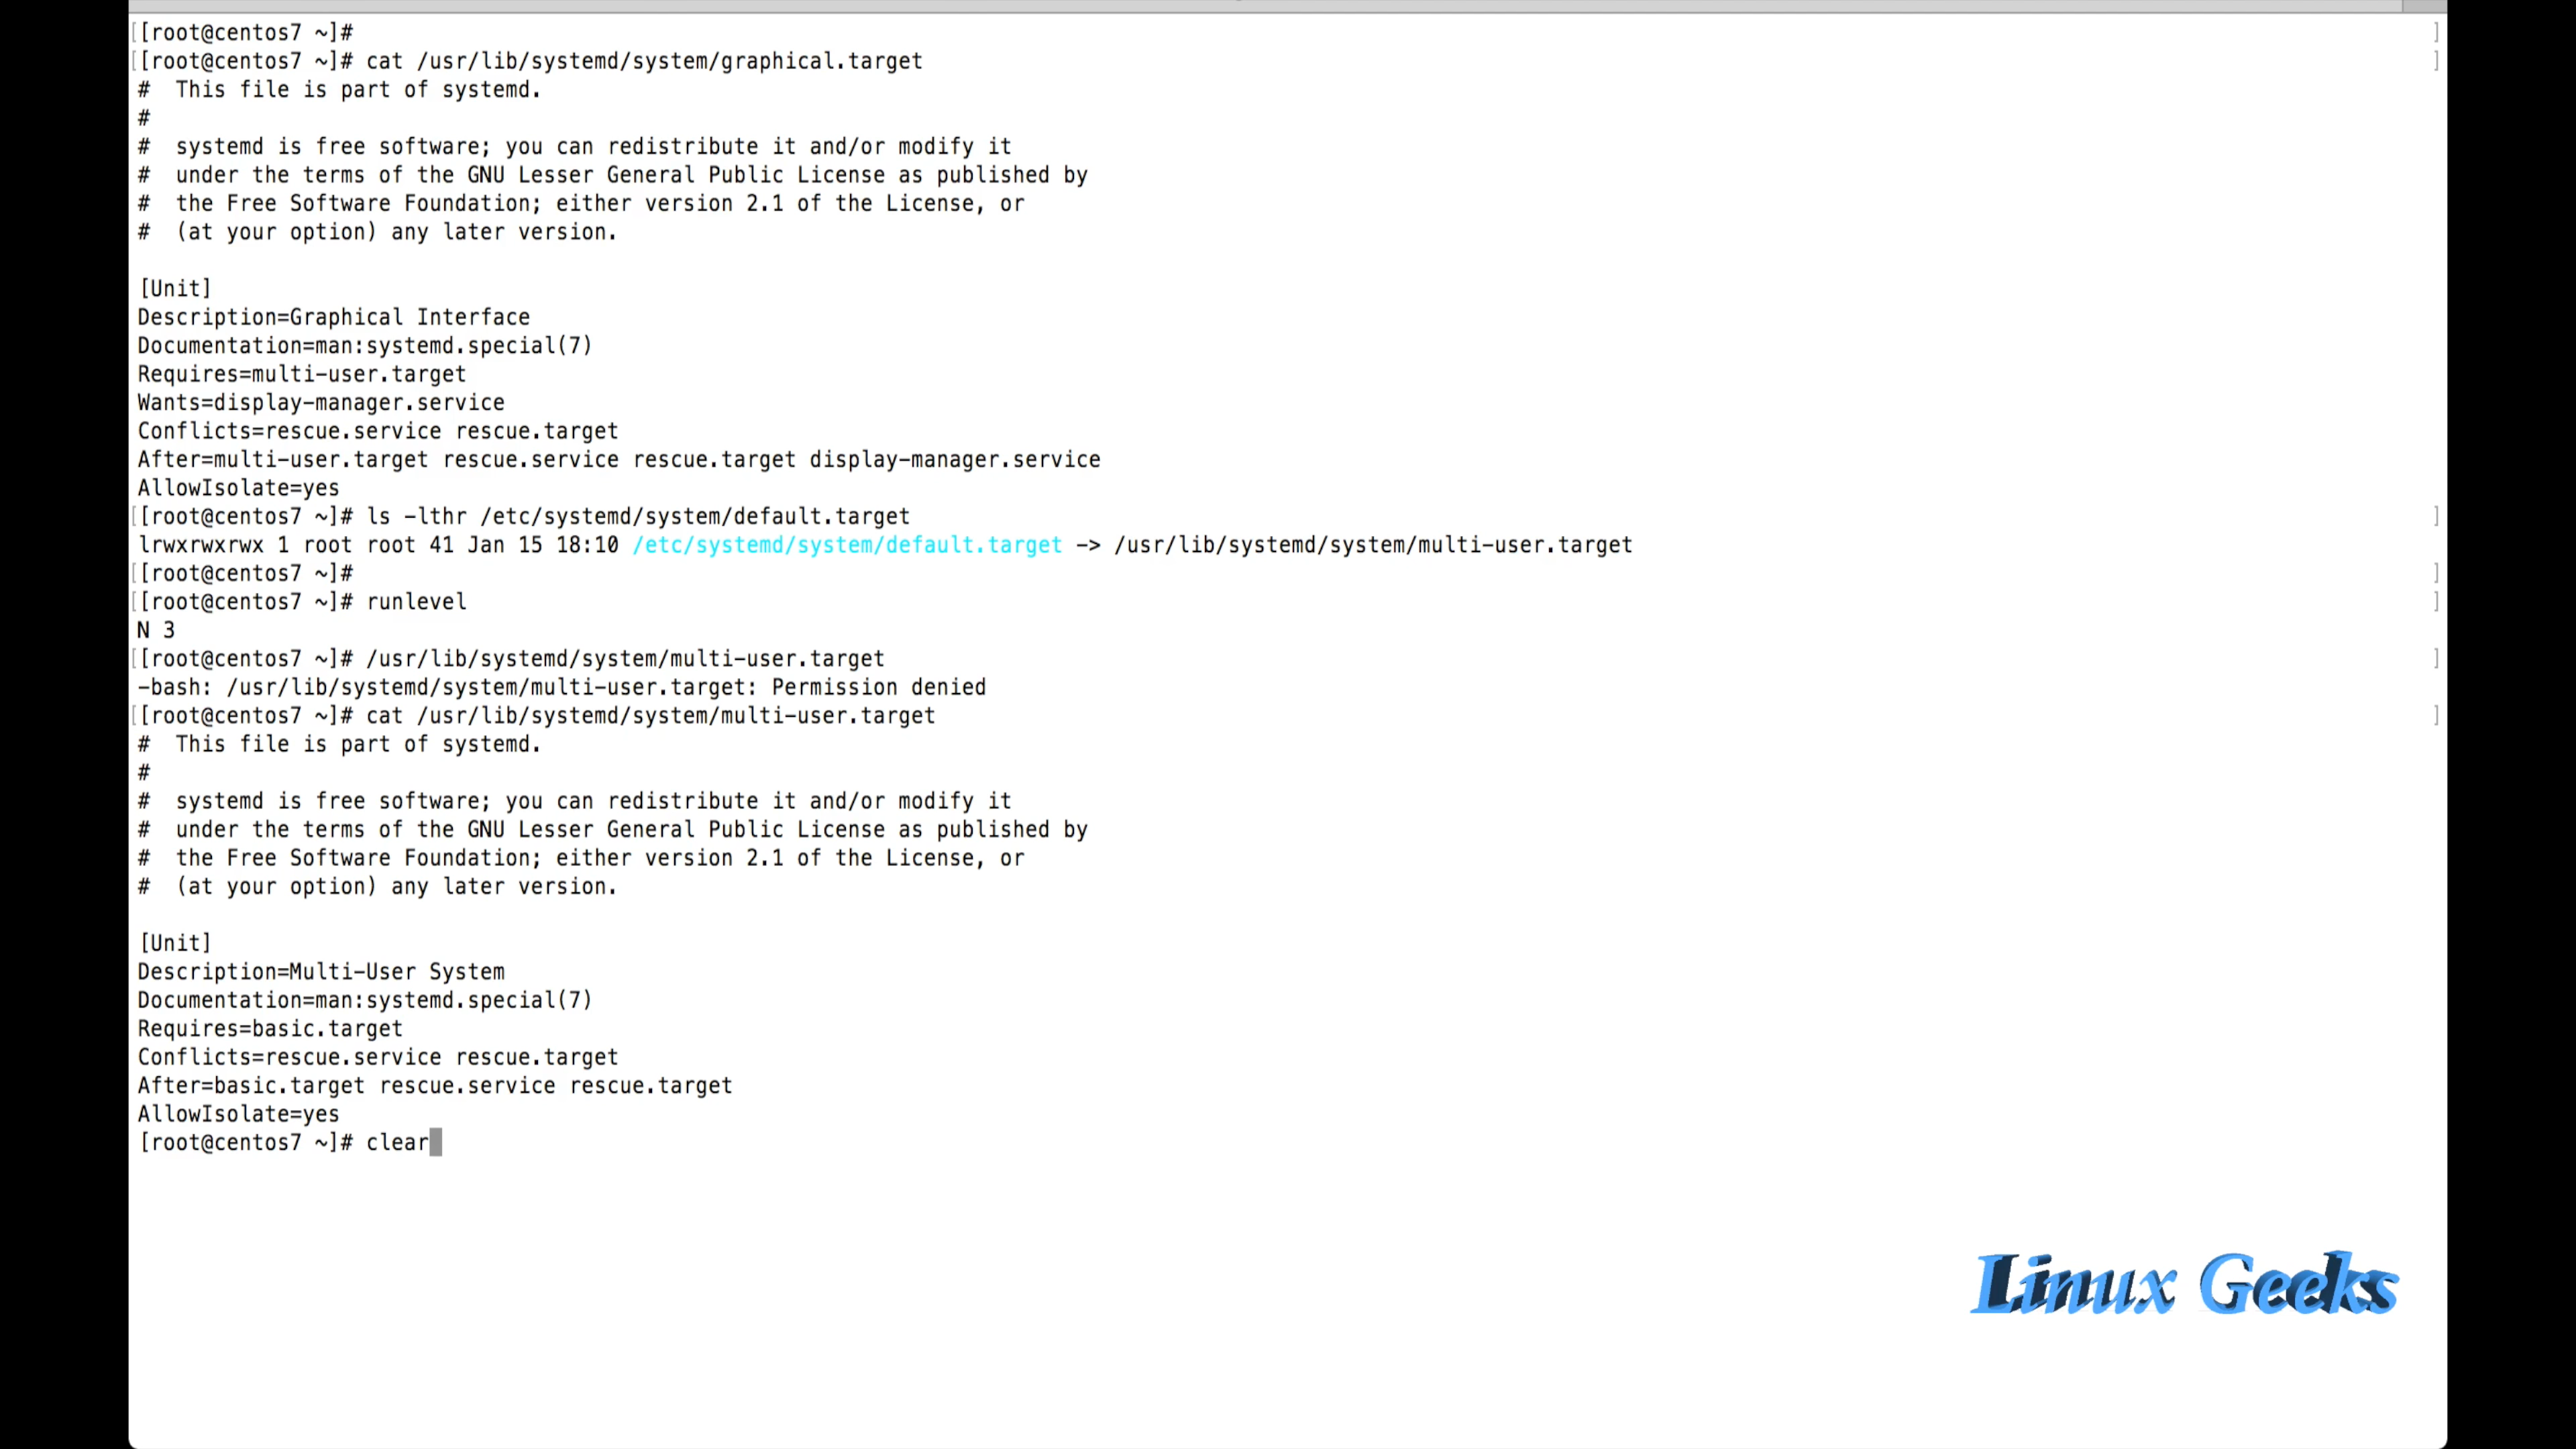 [[root@centos7 ~]# ]
[[root@centos7 ~]# cat /usr/lib/systemd/system/graphical.target ]
#  This file is part of systemd.
#
#  systemd is free software; you can redistribute it and/or modify it
#  under the terms of the GNU Lesser General Public License as published by
#  the Free Software Foundation; either version 2.1 of the License, or
#  (at your option) any later version.
[Unit]
Description=Graphical Interface
Documentation=man:systemd.special(7)
Requires=multi-user.target
Wants=display-manager.service
Conflicts=rescue.service rescue.target
After=multi-user.target rescue.service rescue.target display-manager.service
AllowIsolate=yes
[[root@centos7 ~]# ls -lthr /etc/systemd/system/default.target ]
lrwxrwxrwx 1 root root 41 Jan 15 18:10 /etc/systemd/system/default.target -> /usr/lib/systemd/system/multi-user.target
[[root@centos7 ~]# ]
[[root@centos7 ~]# runlevel ]
N 3
[[root@centos7 ~]# /usr/lib/systemd/system/multi-user.target ]
-bash: /usr/lib/systemd/system/multi-user.target: Permission denied
[[root@centos7 ~]# cat /usr/lib/systemd/system/multi-user.target ]
#  This file is part of systemd.
#
#  systemd is free software; you can redistribute it and/or modify it
#  under the terms of the GNU Lesser General Public License as published by
#  the Free Software Foundation; either version 2.1 of the License, or
#  (at your option) any later version.
[Unit]
Description=Multi-User System
Documentation=man:systemd.special(7)
Requires=basic.target
Conflicts=rescue.service rescue.target
After=basic.target rescue.service rescue.target
AllowIsolate=yes
[root@centos7 ~]# clear
Linux Geeks